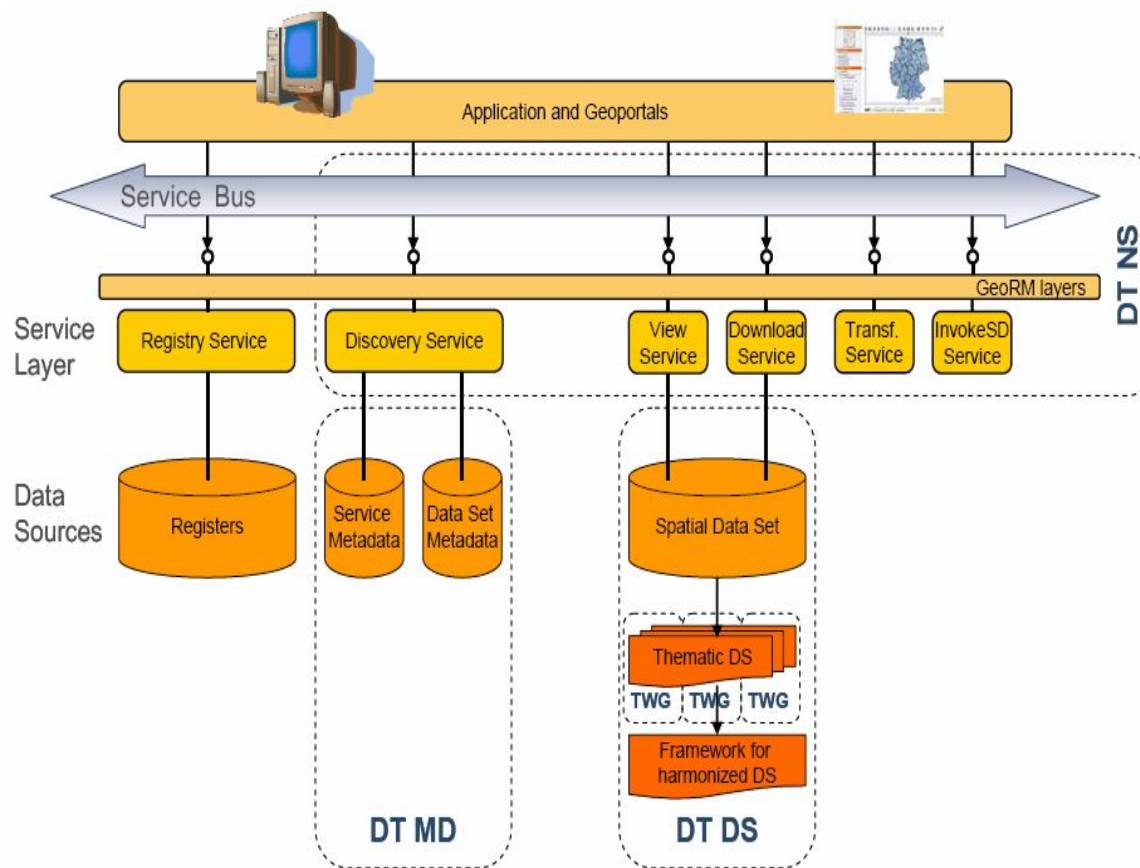 Application and Geoportals
Service Bus
DT NS
GeoRM layers
Service
Layer
Registry Service
Discovery Service
View
Service
Download
Service
Transf.
Service
InvokeSD
Service
Data
Sources
Registers
Service
Metadata
Data Set
Metadata
Spatial Data Set
Thematic DS
TWG
TWG
TWG
Framework for
harmonized DS
DT MD
DT DS